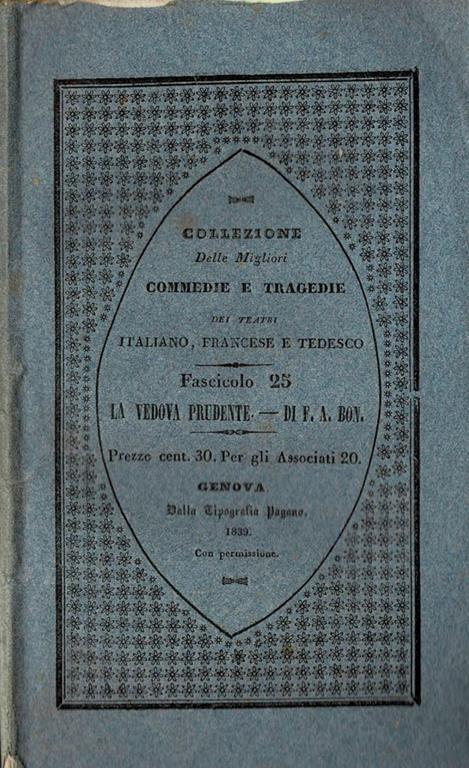 COLLEZIONE
Delle Migliori
COMMEDIE E TRAGEDIE
DEI TEATRI
ITALIANO, FRANCESE E TEDESCO
Fascicolo 25
LA VEDOVA PRUDENTE. — DI F. A. BON.
Prezzo cent. 30. Per gli Associati 20.
GENOVA
Dalla Tipografia Pagano.
1839.
Con permissione.